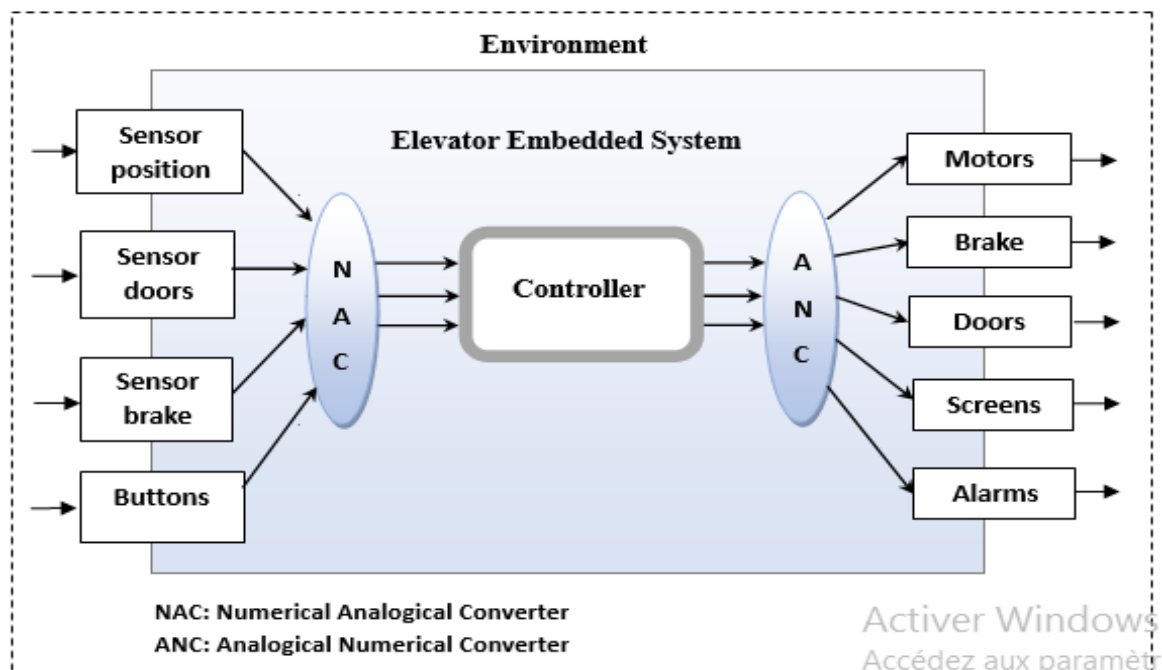 Environment
Elevator Embedded System
Sensor
position
Sensor
doors
Sensor
brake
Buttons
N
A
C
Controller
A
N
C
Motors
Brake
Doors
Screens
Alarms
NAC: Numerical Analogical Converter
ANC: Analogical Numerical Converter
Activer Windows
Accédez aux paramètr